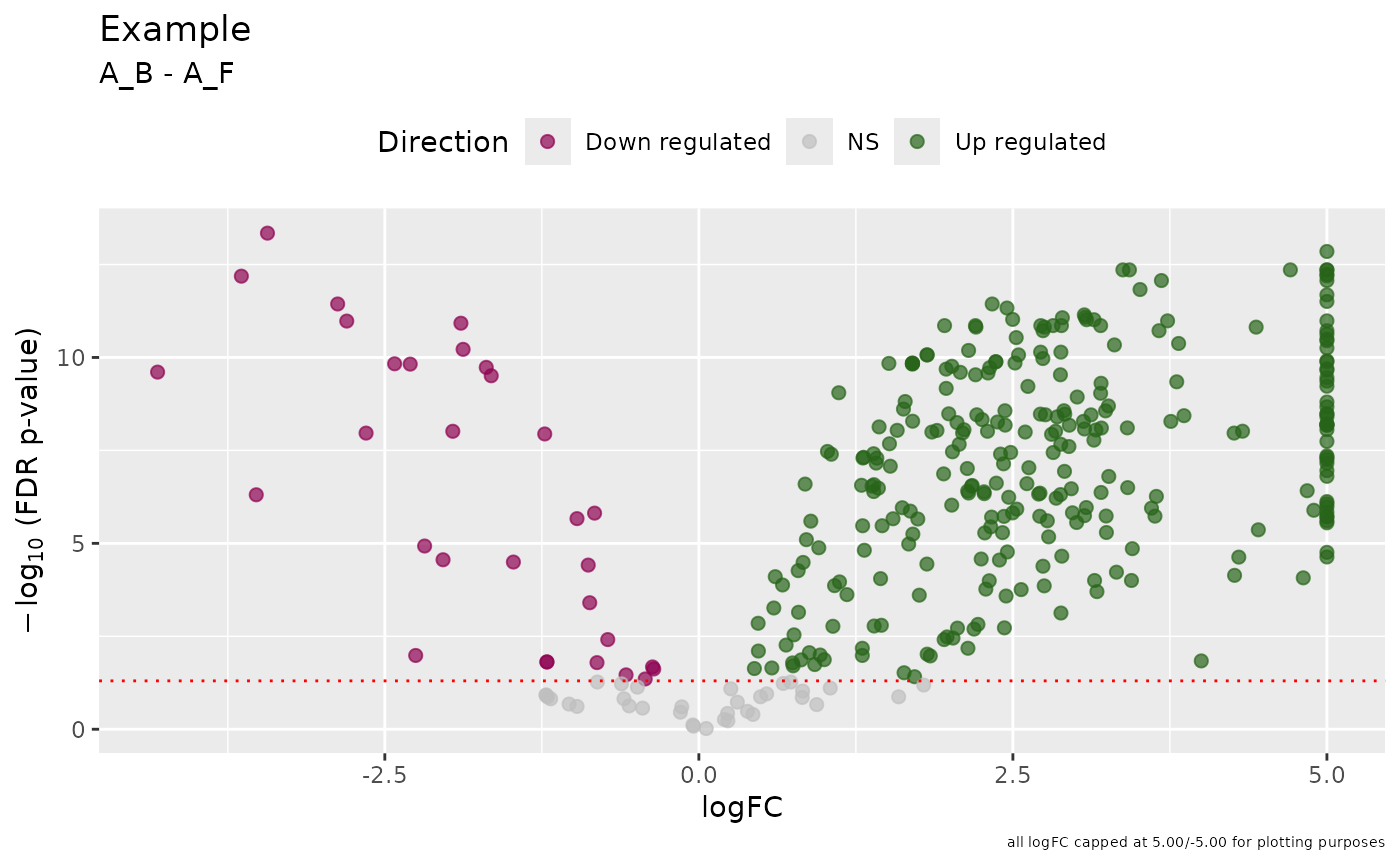 Example
A_B - A_F
Direction Down regulated NS Up regulated
− log10 (FDR p-value)
10
5
0
-2.5 0.0 2.5 5.0
logFC
all logFC capped at 5.00/-5.00 for plotting purposes